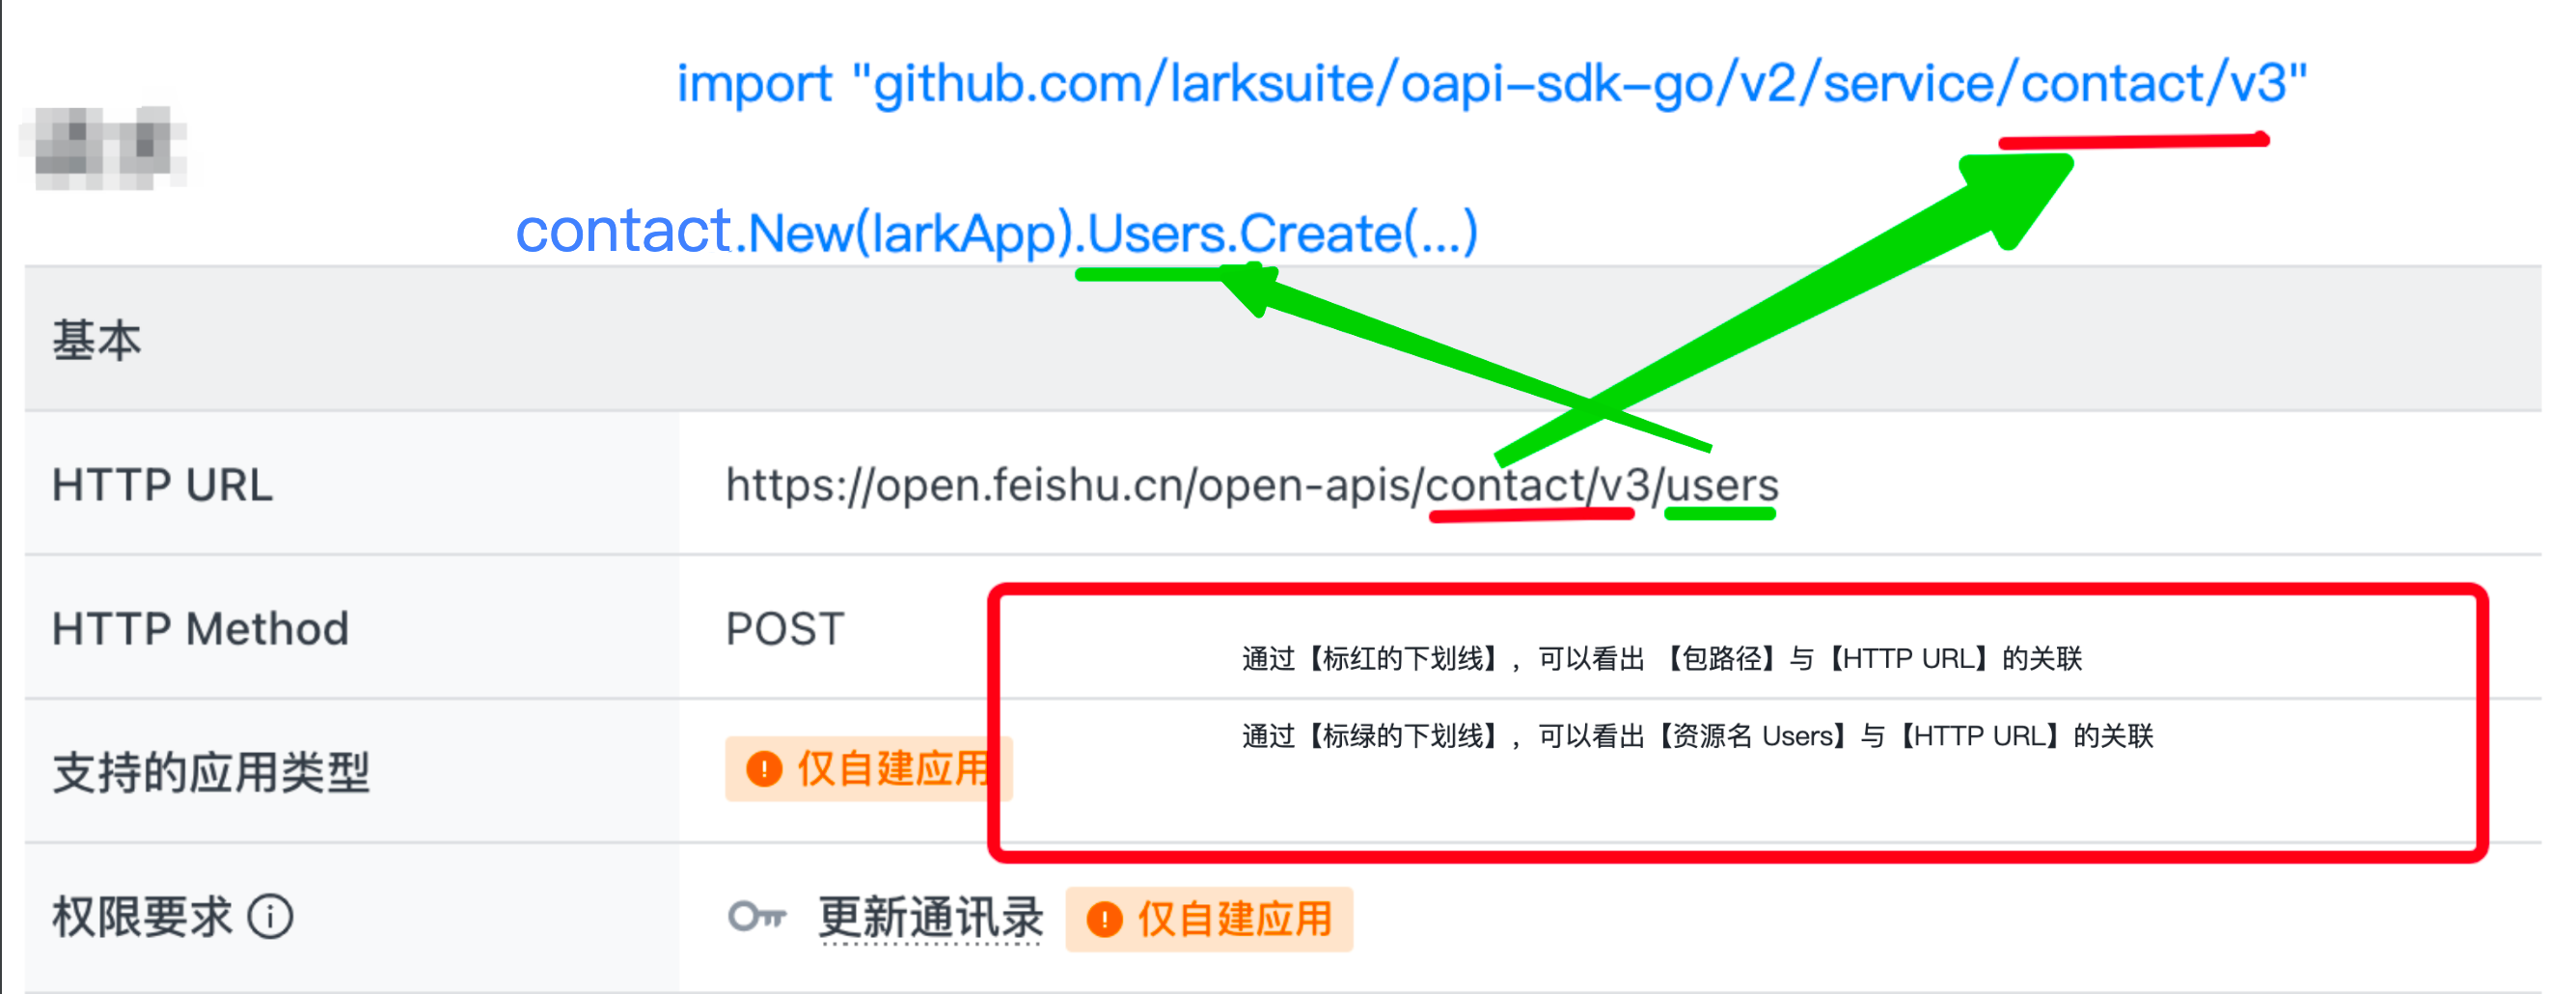 import "github.com/larksuite/oapi-sdk-go/v2/service/contact/v3"
contact.New(larkApp).Users.Create(...)
基本
HTTP URL
https://open.feishu.cn/open-apis/contact/v3/users
HTTP Method
POST
通过【标红的下划线】，可以看出 【包路径】与【HTTP URL】的关联
通过【标绿的下划线】，可以看出【资源名 Users】与【HTTP URL】的关联
支持的应用类型
仅自建应用
权限要求
更新通讯录
仅自建应用